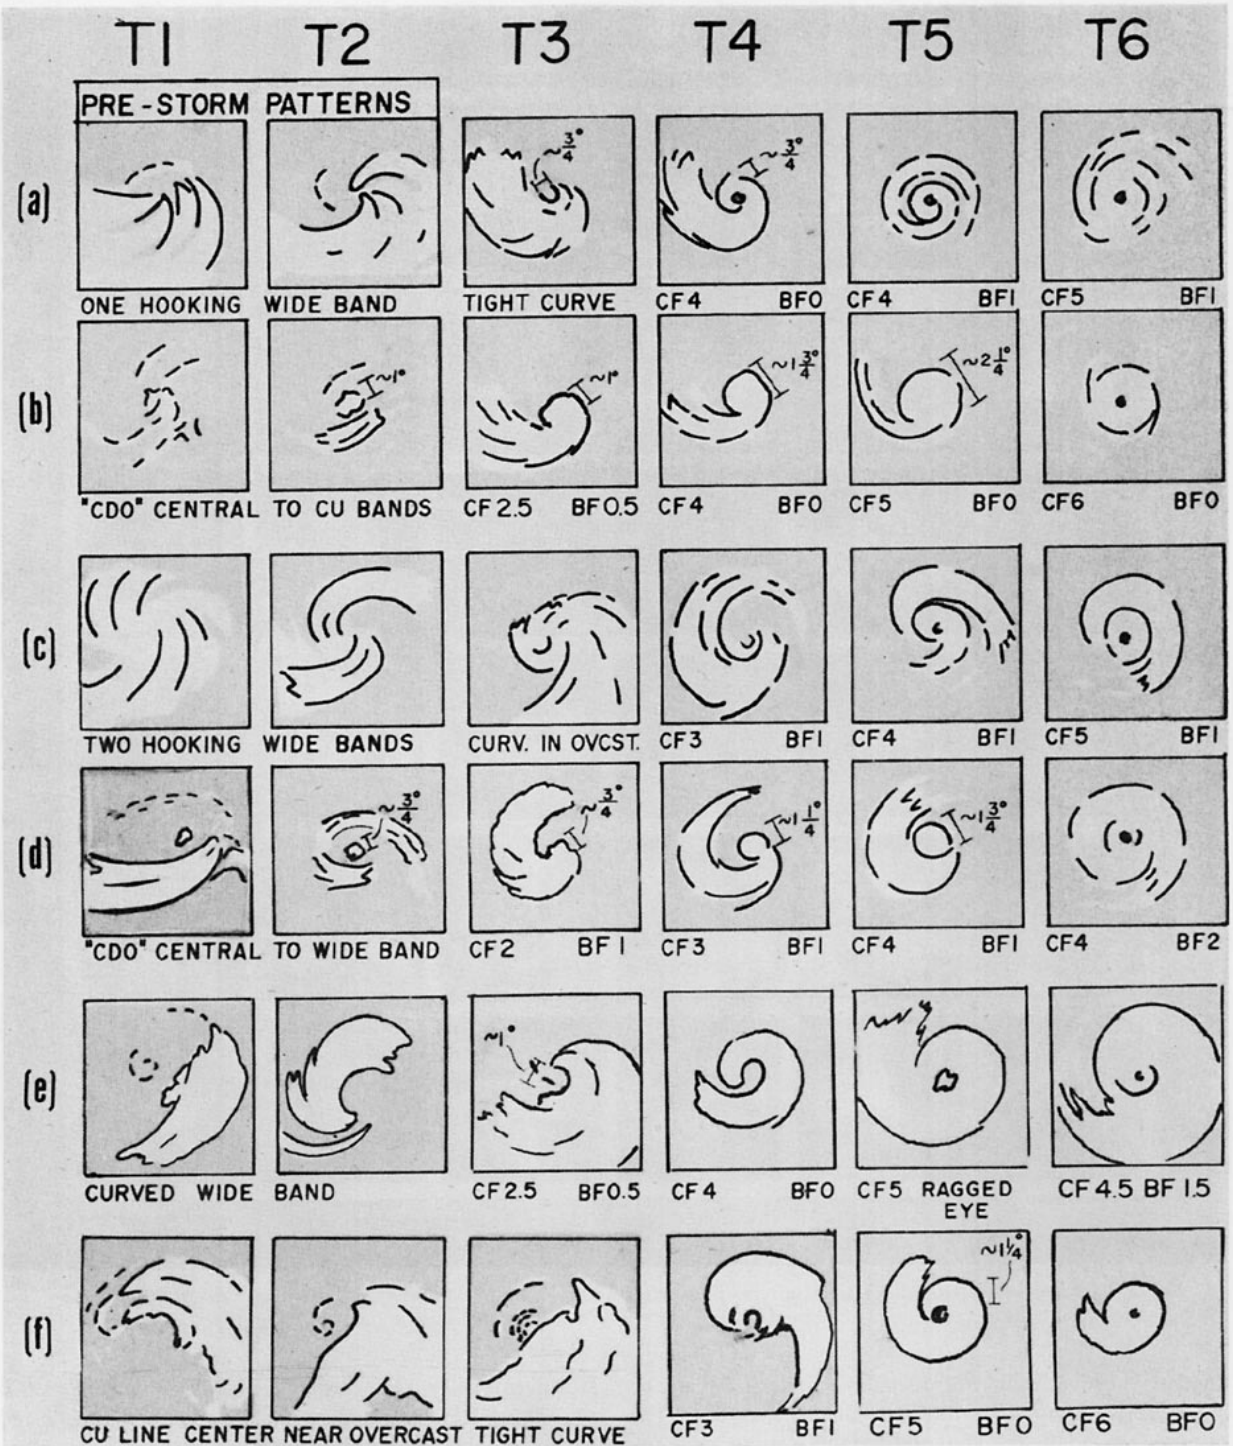 T1 T2 T3 T4 T5 T6
PRE-STORM PATTERNS
(a)
~3/4°
~3/4°
ONE HOOKING WIDE BAND TIGHT CURVE CF4 BF0 CF4 BF1 CF5 BF1
(b)
~1°
~1°
~1 3/4°
~2 1/4°
"CDO" CENTRAL TO CU BANDS CF2.5 BF0.5 CF4 BF0 CF5 BF0 CF6 BF0
(c)
TWO HOOKING WIDE BANDS CURV. IN OVCST. CF3 BF1 CF4 BF1 CF5 BF1
(d)
~3/4°
~3/4°
~1 1/4°
~1 3/4°
"CDO" CENTRAL TO WIDE BAND CF2 BF1 CF3 BF1 CF4 BF1 CF4 BF2
(e)
~1°
CURVED WIDE BAND CF2.5 BF0.5 CF4 BF0 CF5 RAGGED EYE CF4.5 BF1.5
(f)
~1 1/4°
CU LINE CENTER NEAR OVERCAST TIGHT CURVE CF3 BF1 CF5 BF0 CF6 BF0